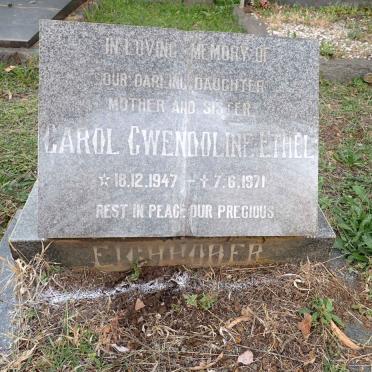 IN LOVING MEMORY OF
OUR DARLING DAUGHTER
MOTHER AND SISTER
CAROL GWENDOLINE ETHEL
☆ 18.12.1947 - ✝ 7.6.1971
REST IN PEACE OUR PRECIOUS
EICHHOBER